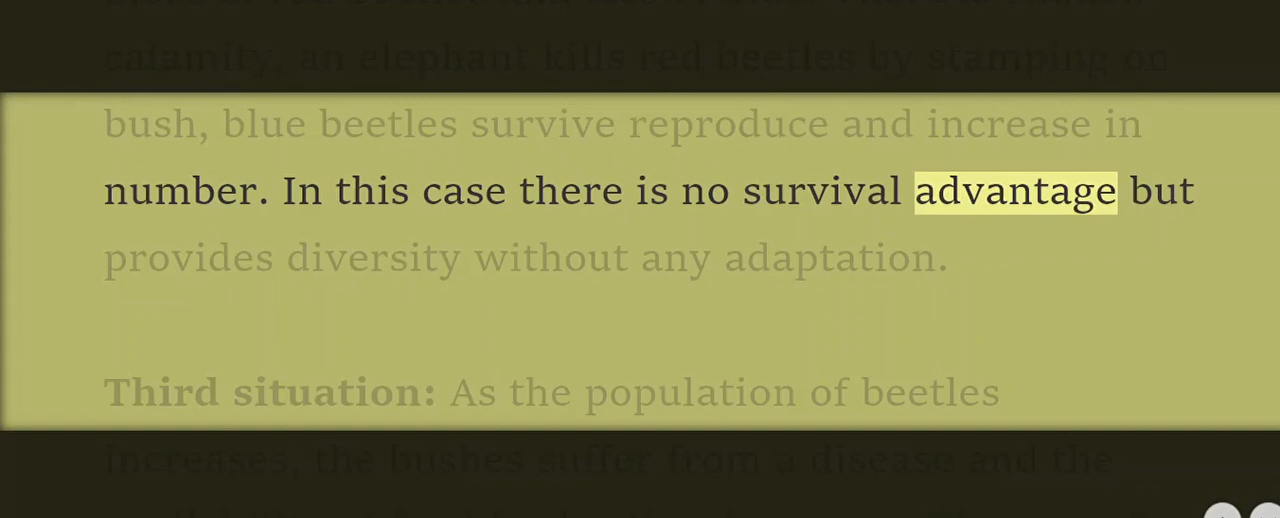 calamity, an elephant kills red beetles by stamping on
bush, blue beetles survive reproduce and increase in
number. In this case there is no survival advantage but
provides diversity without any adaptation.
Third situation: As the population of beetles
increases, the bushes suffer from a disease and the